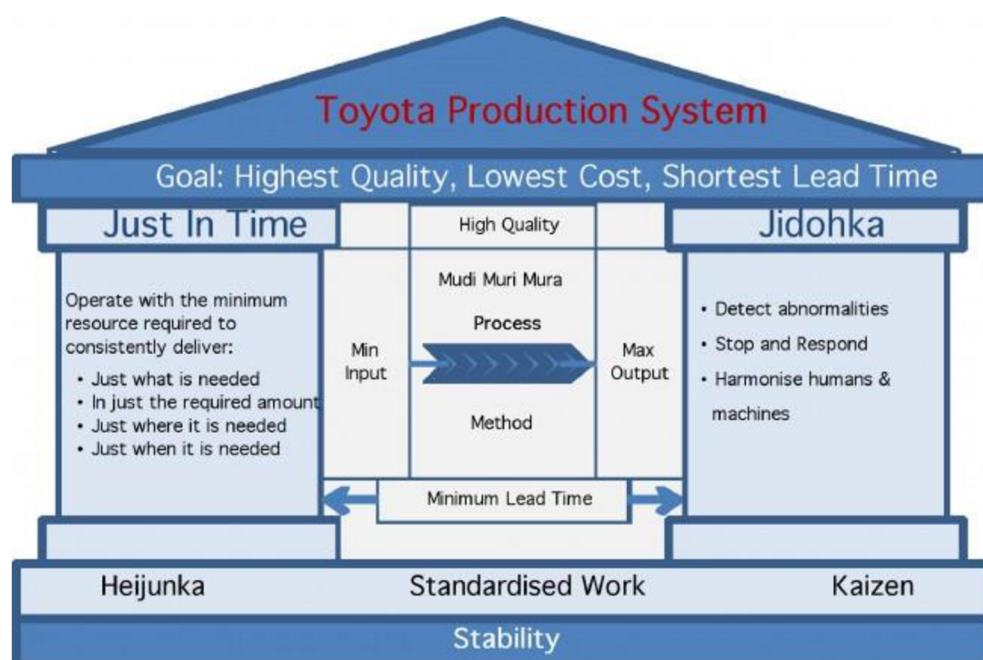 Toyota Production System
Goal: Highest Quality, Lowest Cost, Shortest Lead Time
Just In Time
Operate with the minimum
resource required to
consistently deliver:
• Just what is needed
• In just the required amount
• Just where it is needed
• Just when it is needed
Min
Input
High Quality
Mudi Muri Mura
Process
Method
Max
Output
Minimum Lead Time
Jidohka
• Detect abnormalities
• Stop and Respond
• Harmonise humans &
machines
Heijunka
Standardised Work
Kaizen
Stability